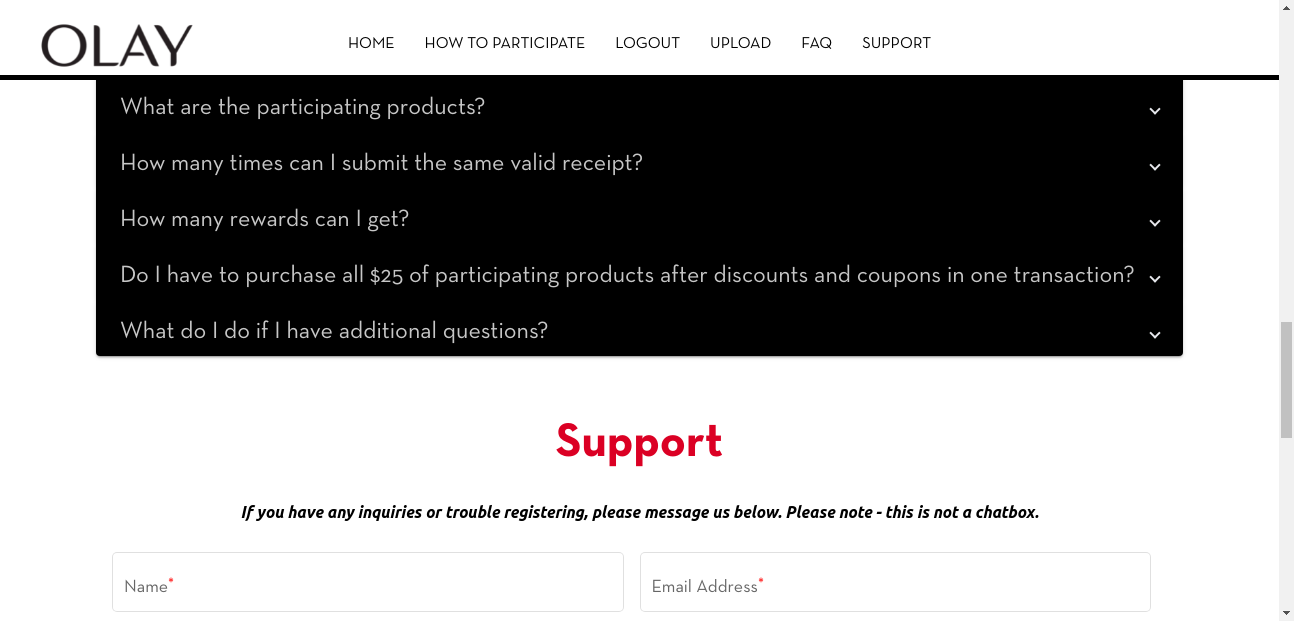 OLAY
HOME HOW TO PARTICIPATE LOGOUT UPLOAD FAQ SUPPORT
What are the participating products?
How many times can I submit the same valid receipt?
How many rewards can I get?
Do I have to purchase all $25 of participating products after discounts and coupons in one transaction?
What do I do if I have additional questions?
Support
If you have any inquiries or trouble registering, please message us below. Please note - this is not a chatbox.
Name* Email Address*